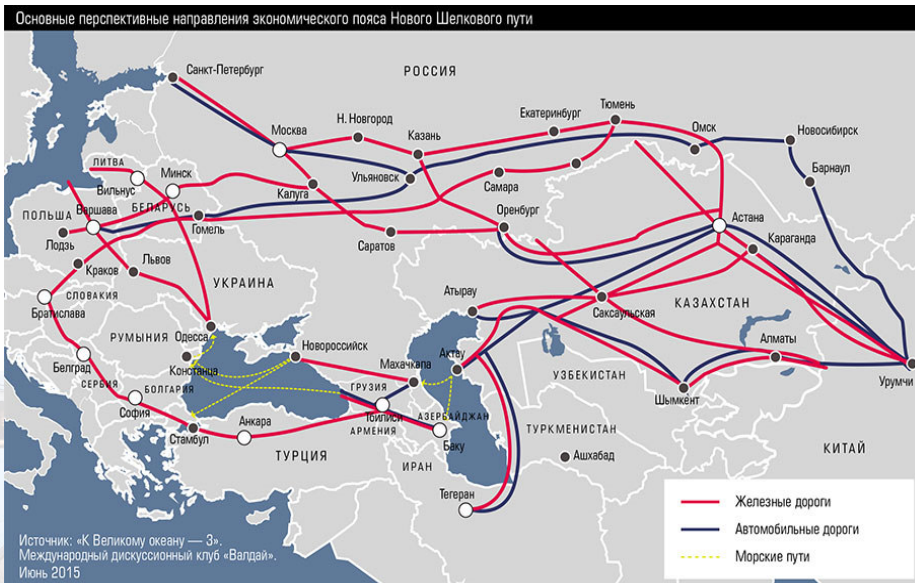 Основные перспективные направления экономического пояса Нового Шелкового пути
Санкт-Петербург
РОССИЯ
Москва
Н. Новгород
Казань
Екатеринбург
Тюмень
Омск
Новосибирск
Барнаул
ЛИТВА
Вильнюс
Минск
БЕЛАРУСЬ
Калуга
Ульяновск
Самара
Оренбург
ПОЛЬША
Варшава
Гомель
Саратов
Астана
Караганда
Лодзь
Краков
Львов
УКРАИНА
СЛОВАКИЯ
Братислава
Атырау
Саксаульская
КАЗАХСТАН
РУМЫНИЯ
Одесса
Новороссийск
Констанца
Махачкала
Актау
Алматы
Белград
СЕРБИЯ
БОЛГАРИЯ
ГРУЗИЯ
УЗБЕКИСТАН
Шымкент
Урумчи
София
Тбилиси
АЗЕРБАЙДЖАН
Стамбул
Анкара
АРМЕНИЯ
Баку
ТУРКМЕНИСТАН
ТУРЦИЯ
ИРАН
Ашхабад
КИТАЙ
Тегеран
Железные дороги
Автомобильные дороги
Морские пути
Источник: «К Великому океану — 3».
Международный дискуссионный клуб «Валдай».
Июнь 2015